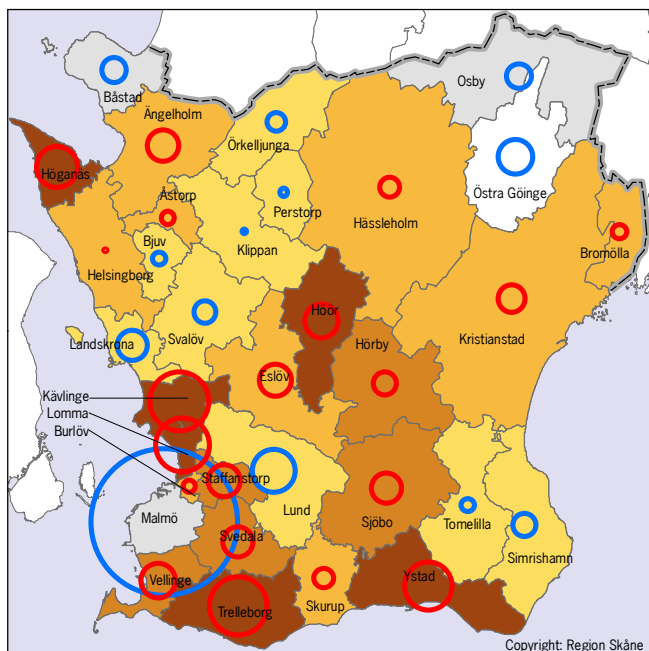 Osby
Båstad
Ängelholm
Örkelljunga
Östra Göinge
Höganäs
Åstorp
Perstorp
Hässleholm
Bjuv
Klippan
Bromölla
Helsingborg
Höör
Landskrona
Svalöv
Hörby
Kristianstad
Eslöv
Kävlinge
Lomma
Burlöv
Staffanstorp
Malmö
Lund
Sjöbo
Tomelilla
Svedala
Simrishamn
Vellinge
Ystad
Skurup
Trelleborg
Copyright: Region Skåne